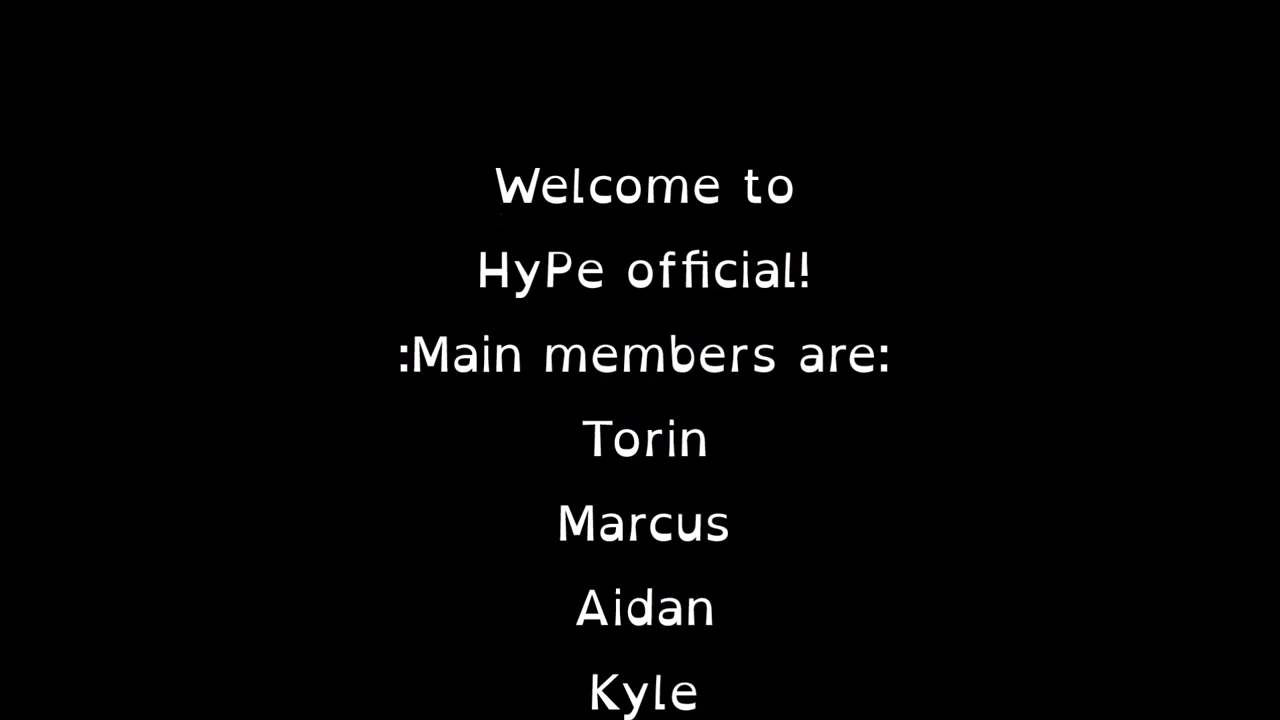 Welcome to
HyPe official!
:Main members are:
Torin
Marcus
Aidan
Kyle